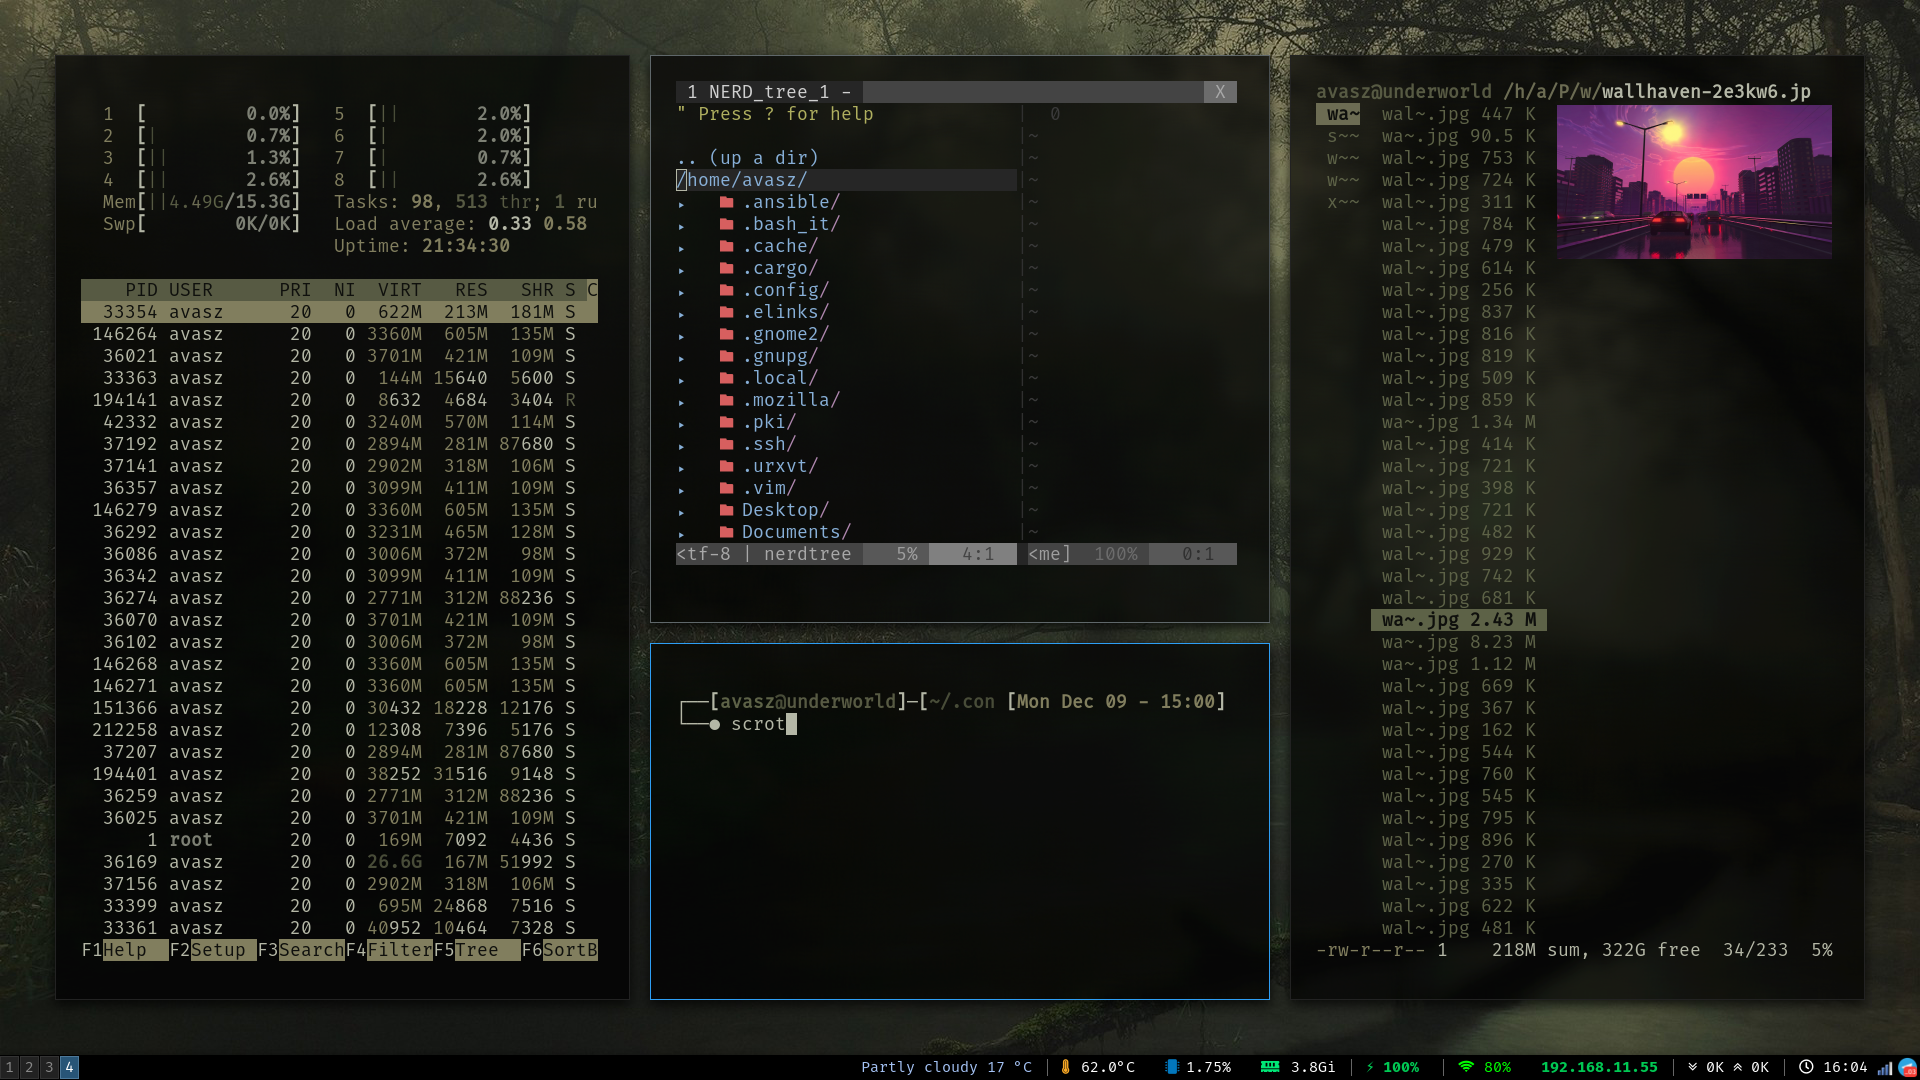 1 [ 0.0%] 5 [|| 2.0%]
2 [| 0.7%] 6 [| 2.0%]
3 [|| 1.3%] 7 [| 0.7%]
4 [|| 2.6%] 8 [|| 2.6%]
Mem[||4.49G/15.3G] Tasks: 98, 513 thr; 1 ru
Swp[ 0K/0K] Load average: 0.33 0.58
Uptime: 21:34:30
PID USER PRI NI VIRT RES SHR S C
33354 avasz 20 0 622M 213M 181M S
146264 avasz 20 0 3360M 605M 135M S
36021 avasz 20 0 3701M 421M 109M S
33363 avasz 20 0 144M 15640 5600 S
194141 avasz 20 0 8632 4684 3404 R
42332 avasz 20 0 3240M 570M 114M S
37192 avasz 20 0 2894M 281M 87680 S
37141 avasz 20 0 2902M 318M 106M S
36357 avasz 20 0 3099M 411M 109M S
146279 avasz 20 0 3360M 605M 135M S
36292 avasz 20 0 3231M 465M 128M S
36086 avasz 20 0 3006M 372M 98M S
36342 avasz 20 0 3099M 411M 109M S
36274 avasz 20 0 2771M 312M 88236 S
36070 avasz 20 0 3701M 421M 109M S
36102 avasz 20 0 3006M 372M 98M S
146268 avasz 20 0 3360M 605M 135M S
146271 avasz 20 0 3360M 605M 135M S
151366 avasz 20 0 30432 18228 12176 S
212258 avasz 20 0 12308 7396 5176 S
37207 avasz 20 0 2894M 281M 87680 S
194401 avasz 20 0 38252 31516 9148 S
36259 avasz 20 0 2771M 312M 88236 S
36025 avasz 20 0 3701M 421M 109M S
1 root 20 0 169M 7092 4436 S
36169 avasz 20 0 26.6G 167M 51992 S
37156 avasz 20 0 2902M 318M 106M S
33399 avasz 20 0 695M 24868 7516 S
33361 avasz 20 0 40952 10464 7328 S
F1Help F2Setup F3SearchF4FilterF5Tree F6SortB
1 NERD_tree_1 - X
" Press ? for help 0
.. (up a dir)
/home/avasz/
▸ .ansible/
▸ .bash_it/
▸ .cache/
▸ .cargo/
▸ .config/
▸ .elinks/
▸ .gnome2/
▸ .gnupg/
▸ .local/
▸ .mozilla/
▸ .pki/
▸ .ssh/
▸ .urxvt/
▸ .vim/
▸ Desktop/
▸ Documents/
<tf-8 | nerdtree 5% 4:1 <me] 100% 0:1
┌──[avasz@underworld]—[~/.con [Mon Dec 09 - 15:00]
└──● scrot
avasz@underworld /h/a/P/w/wallhaven-2e3kw6.jp
wa~ wal~.jpg 447 K
s~~ wa~.jpg 90.5 K
w~~ wal~.jpg 753 K
w~~ wal~.jpg 724 K
x~~ wal~.jpg 311 K
wal~.jpg 784 K
wal~.jpg 479 K
wal~.jpg 614 K
wal~.jpg 256 K
wal~.jpg 837 K
wal~.jpg 816 K
wal~.jpg 819 K
wal~.jpg 509 K
wal~.jpg 859 K
wa~.jpg 1.34 M
wal~.jpg 414 K
wal~.jpg 721 K
wal~.jpg 398 K
wal~.jpg 721 K
wal~.jpg 482 K
wal~.jpg 929 K
wal~.jpg 742 K
wal~.jpg 681 K
wa~.jpg 2.43 M
wa~.jpg 8.23 M
wa~.jpg 1.12 M
wal~.jpg 669 K
wal~.jpg 367 K
wal~.jpg 162 K
wal~.jpg 544 K
wal~.jpg 760 K
wal~.jpg 545 K
wal~.jpg 795 K
wal~.jpg 896 K
wal~.jpg 270 K
wal~.jpg 335 K
wal~.jpg 622 K
wal~.jpg 481 K
-rw-r--r-- 1 218M sum, 322G free 34/233 5%
1 2 3 4 Partly cloudy 17 °C 62.0°C 1.75% 3.8Gi 100% 80% 192.168.11.55 0K 0K 16:04